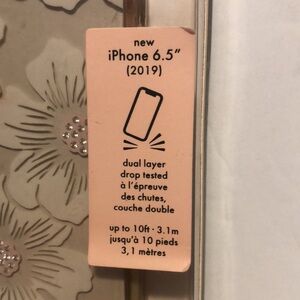 new
iPhone 6.5"
(2019)
dual layer
drop tested
à l'épreuve
des chutes,
couche double
up to 10ft · 3.1m
jusqu'à 10 pieds
3,1 mètres